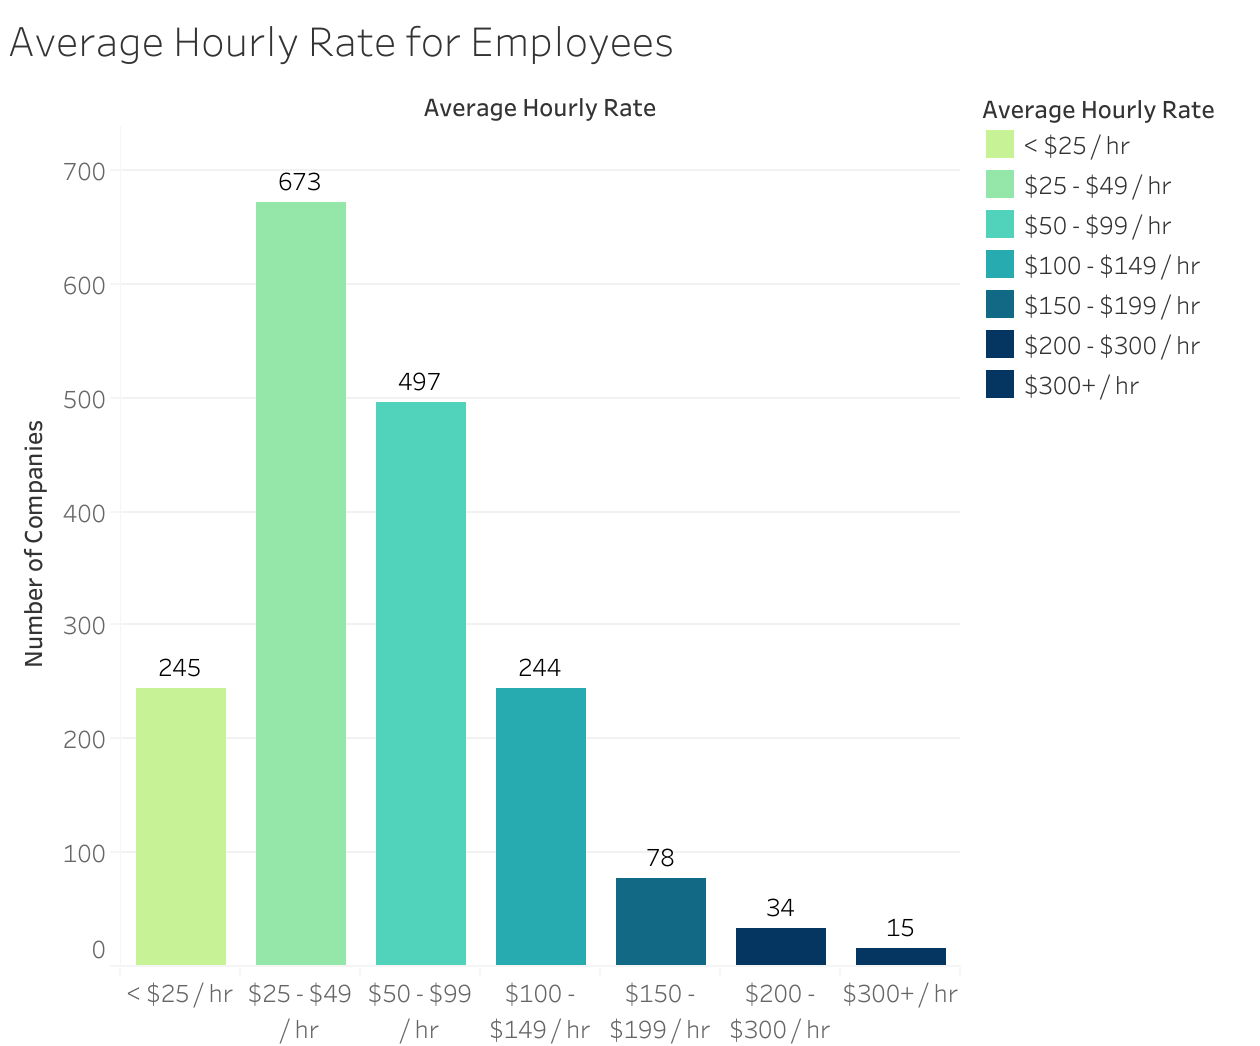 Average Hourly Rate for Employees
Average Hourly Rate
Average Hourly Rate
< $25 / hr
$25 - $49 / hr
$50 - $99 / hr
$100 - $149 / hr
$150 - $199 / hr
$200 - $300 / hr
$300+ / hr
Number of Companies
700
600
500
400
300
200
100
0
245
673
497
244
78
34
15
< $25 / hr
$25 - $49
/ hr
$50 - $99
/ hr
$100 -
$149 / hr
$150 -
$199 / hr
$200 -
$300 / hr
$300+ / hr